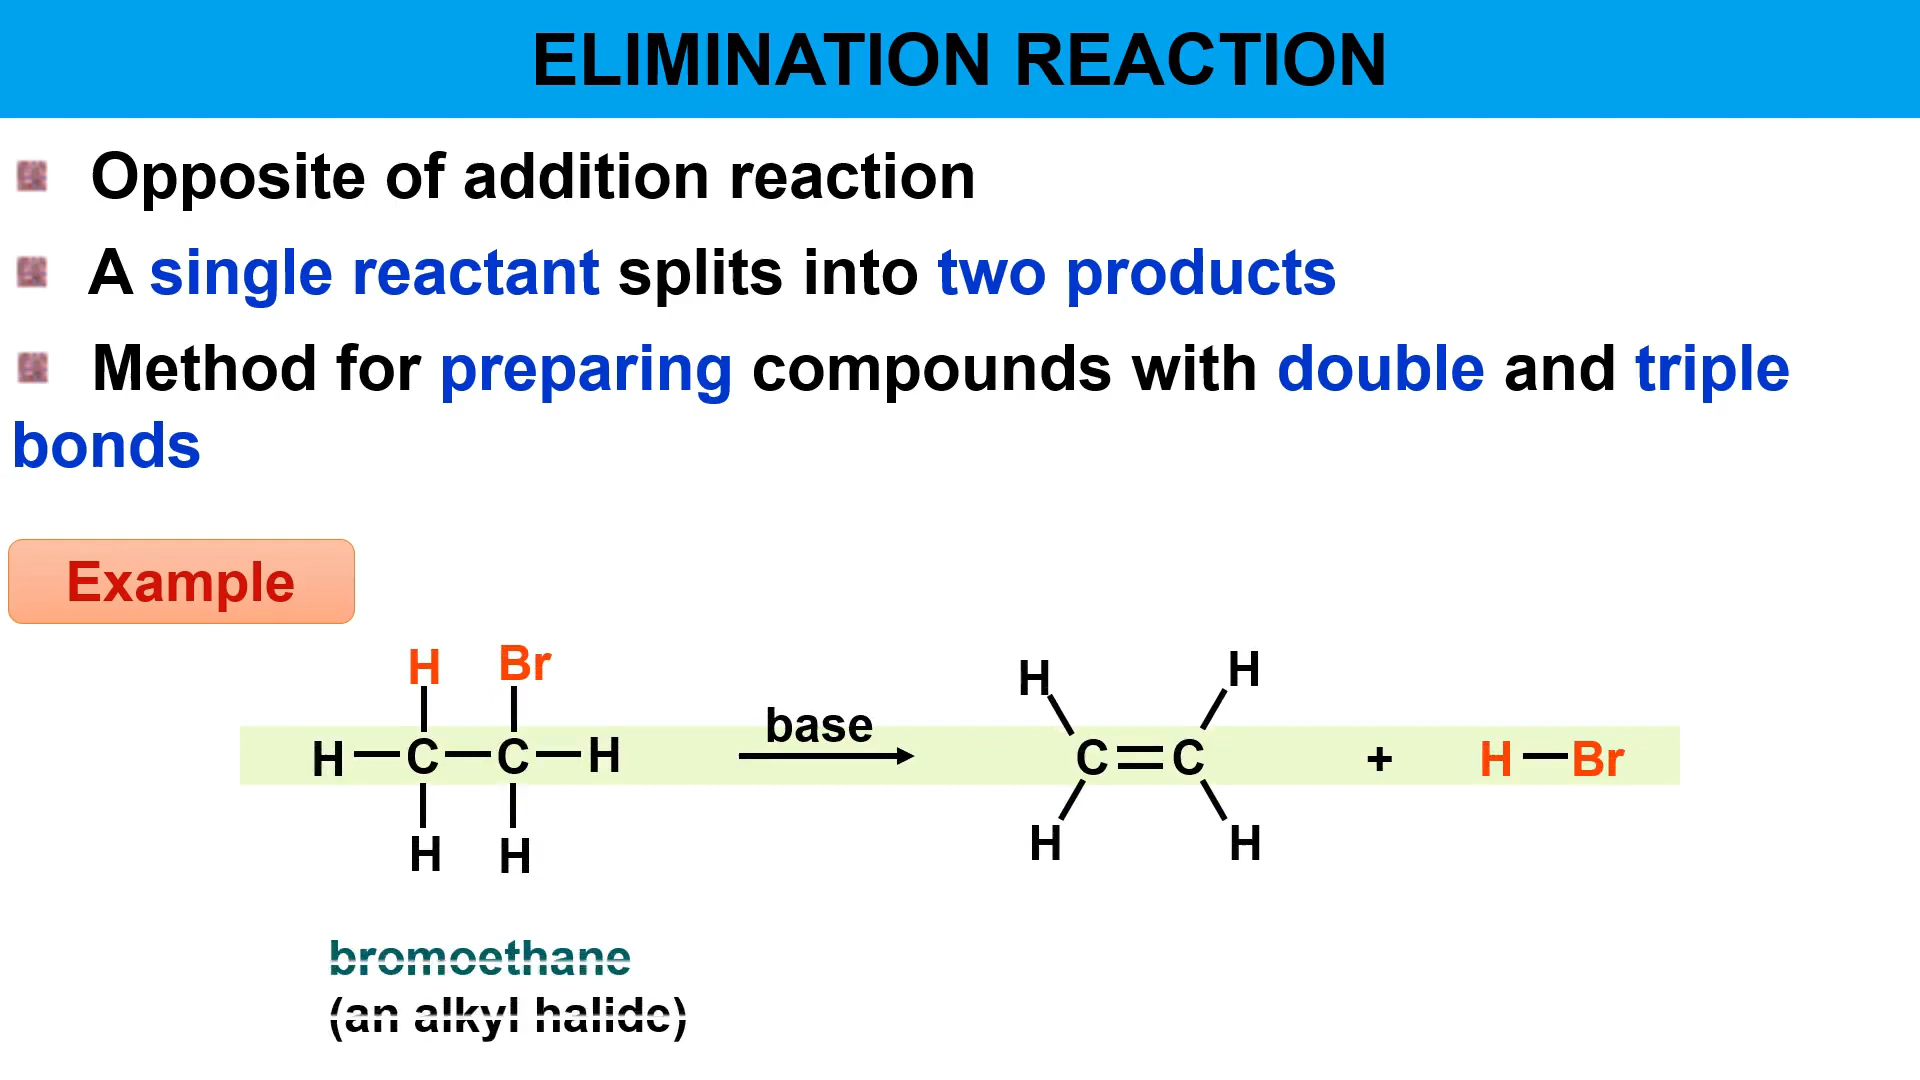 ELIMINATION REACTION
Opposite of addition reaction
A single reactant splits into two products
Method for preparing compounds with double and triple
bonds
Example
H Br
H C C H
H H
base
H H
C C
H H
+
H Br
bromoethane
(an alkyl halide)